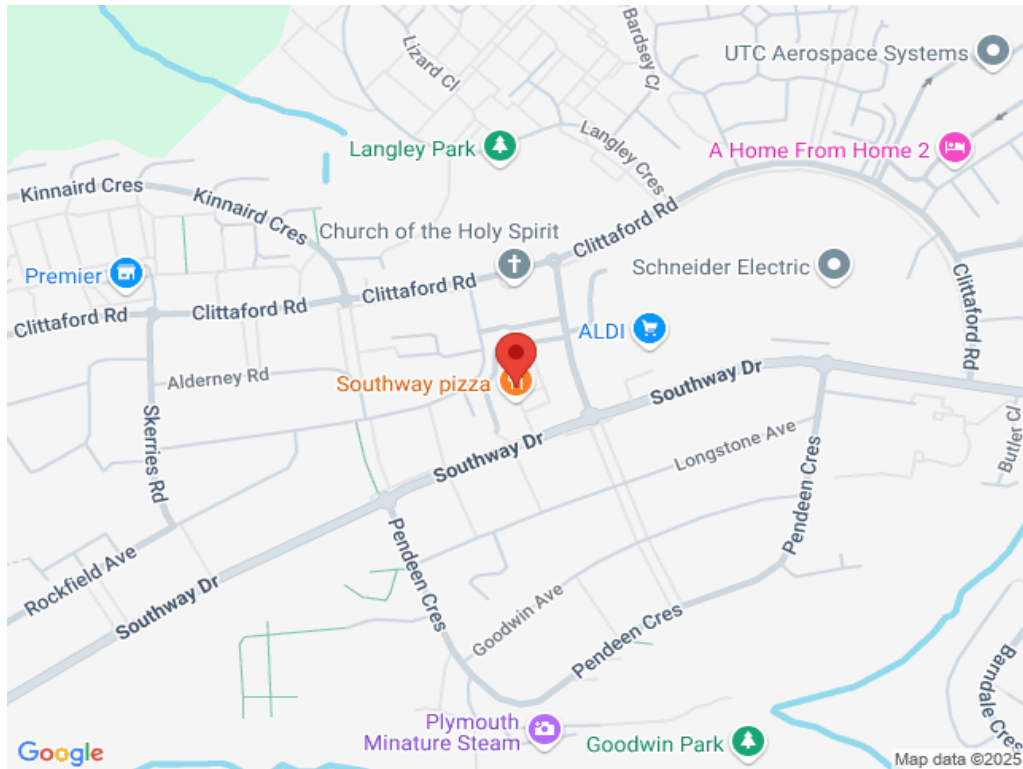 Lizard Cl
Bardsey Cl
UTC Aerospace Systems
Langley Park
Langley Cres
A Home From Home 2
Kinnaird Cres
Kinnaird Cres
Church of the Holy Spirit
Clittaford Rd
Premier
Clittaford Rd
Schneider Electric
Clittaford Rd
Clittaford Rd
Clittaford Rd
ALDI
Alderney Rd
Southway pizza
Southway Dr
Skerries Rd
Southway Dr
Longstone Ave
Butler Cl
Pendeen Cres
Rockfield Ave
Southway Dr
Pendeen Cres
Goodwin Ave
Pendeen Cres
Barndale Cres
Plymouth
Minature Steam
Goodwin Park
Google
Map data ©2025